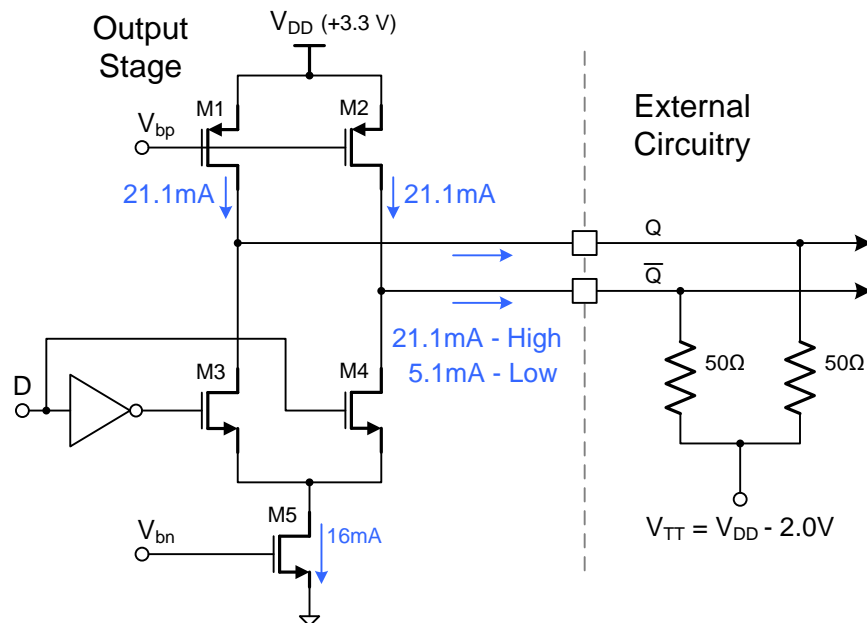 Output
Stage
V_DD (+3.3 V)
M1
M2
V_bp
21.1mA
21.1mA
External
Circuitry
Q
Q̅
21.1mA - High
5.1mA - Low
M3
M4
D
50Ω
50Ω
V_bn
M5
16mA
V_TT = V_DD - 2.0V